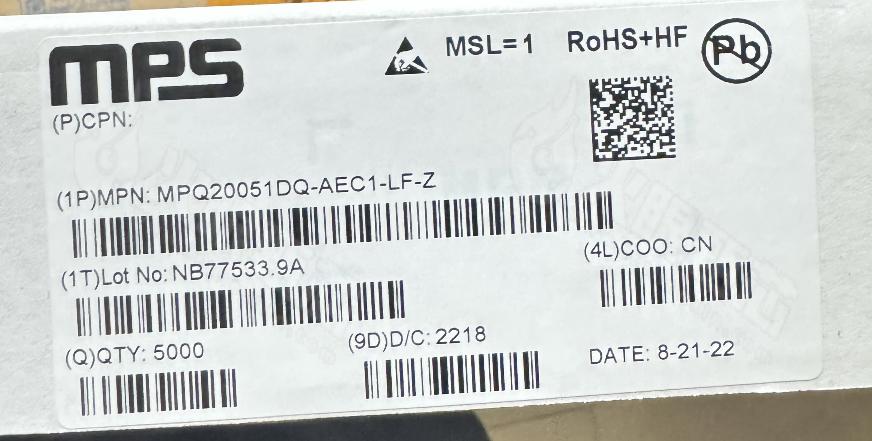 MPS
MSL=1 RoHS+HF Pb
(P)CPN:
(1P)MPN: MPQ20051DQ-AEC1-LF-Z
(4L)COO: CN
(1T)Lot No: NB77533.9A
(Q)QTY: 5000
(9D)D/C: 2218
DATE: 8-21-22